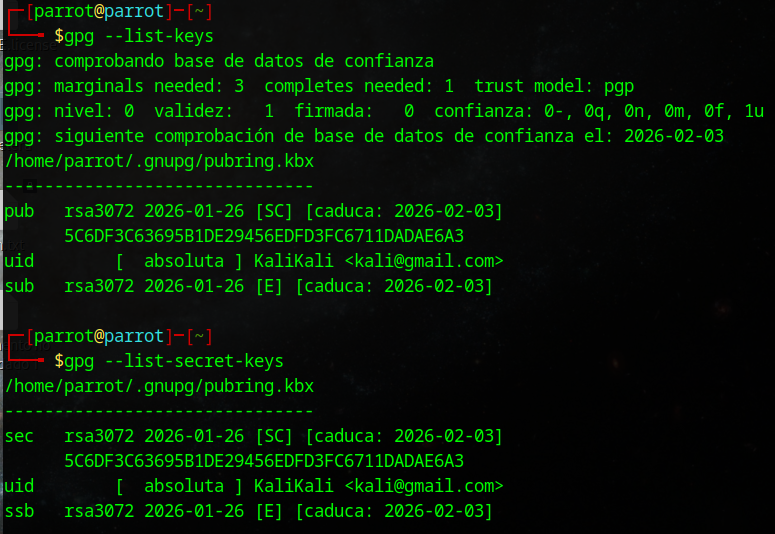 ┌─[parrot@parrot]─[~]
└──╼ $gpg --list-keys
gpg: comprobando base de datos de confianza
gpg: marginals needed: 3  completes needed: 1  trust model: pgp
gpg: nivel: 0  validez:   1  firmada:   0  confianza: 0-, 0q, 0n, 0m, 0f, 1u
gpg: siguiente comprobación de base de datos de confianza el: 2026-02-03
/home/parrot/.gnupg/pubring.kbx
-------------------------------
pub   rsa3072 2026-01-26 [SC] [caduca: 2026-02-03]
      5C6DF3C63695B1DE29456EDFD3FC6711DADAE6A3
uid        [  absoluta ] KaliKali <kali@gmail.com>
sub   rsa3072 2026-01-26 [E] [caduca: 2026-02-03]
┌─[parrot@parrot]─[~]
└──╼ $gpg --list-secret-keys
/home/parrot/.gnupg/pubring.kbx
-------------------------------
sec   rsa3072 2026-01-26 [SC] [caduca: 2026-02-03]
      5C6DF3C63695B1DE29456EDFD3FC6711DADAE6A3
uid        [  absoluta ] KaliKali <kali@gmail.com>
ssb   rsa3072 2026-01-26 [E] [caduca: 2026-02-03]